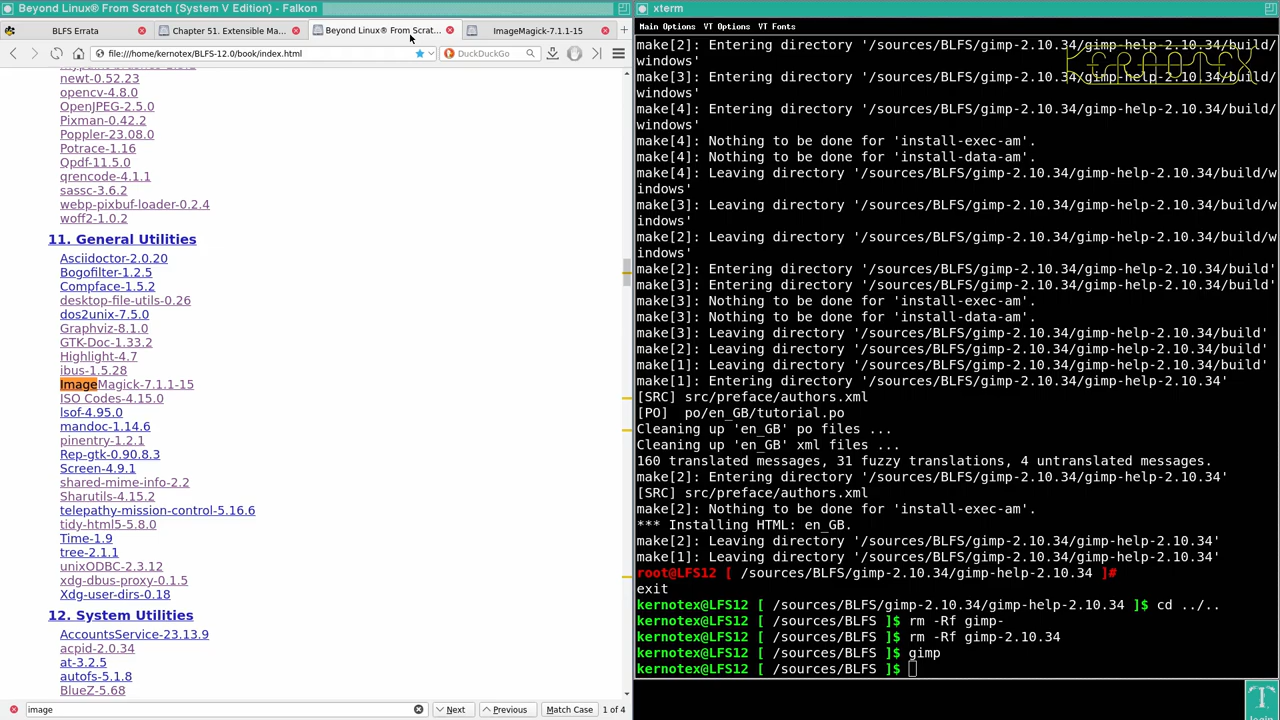 Beyond Linux® From Scratch (System V Edition) - Falkon
BLFS Errata
Chapter 51. Extensible Ma...
Beyond Linux® From Scrat...
ImageMagick-7.1.1-15
file:///home/kernotex/BLFS-12.0/book/index.html
DuckDuckGo
newt-0.52.23
opencv-4.8.0
OpenJPEG-2.5.0
Pixman-0.42.2
Poppler-23.08.0
Potrace-1.16
Qpdf-11.5.0
qrencode-4.1.1
sassc-3.6.2
webp-pixbuf-loader-0.2.4
woff2-1.0.2
11. General Utilities
Asciidoctor-2.0.20
Bogofilter-1.2.5
Compface-1.5.2
desktop-file-utils-0.26
dos2unix-7.5.0
Graphviz-8.1.0
GTK-Doc-1.33.2
Highlight-4.7
ibus-1.5.28
ImageMagick-7.1.1-15
ISO Codes-4.15.0
lsof-4.95.0
mandoc-1.14.6
pinentry-1.2.1
Rep-gtk-0.90.8.3
Screen-4.9.1
shared-mime-info-2.2
Sharutils-4.15.2
telepathy-mission-control-5.16.6
tidy-html5-5.8.0
Time-1.9
tree-2.1.1
unixODBC-2.3.12
xdg-dbus-proxy-0.1.5
Xdg-user-dirs-0.18
12. System Utilities
AccountsService-23.13.9
acpid-2.0.34
at-3.2.5
autofs-5.1.8
BlueZ-5.68
image
Next
Previous
Match Case
1 of 4
xterm
Main Options  VT Options  VT Fonts
KERNOTEX
make[2]: Entering directory '/sources/BLFS/gimp-2.10.34/gimp-help-2.10.34/build/
windows'
make[3]: Entering directory '/sources/BLFS/gimp-2.10.34/gimp-help-2.10.34/build/
windows'
make[4]: Entering directory '/sources/BLFS/gimp-2.10.34/gimp-help-2.10.34/build/
windows'
make[4]: Nothing to be done for 'install-exec-am'.
make[4]: Nothing to be done for 'install-data-am'.
make[4]: Leaving directory '/sources/BLFS/gimp-2.10.34/gimp-help-2.10.34/build/w
indows'
make[3]: Leaving directory '/sources/BLFS/gimp-2.10.34/gimp-help-2.10.34/build/w
indows'
make[2]: Leaving directory '/sources/BLFS/gimp-2.10.34/gimp-help-2.10.34/build/w
indows'
make[2]: Entering directory '/sources/BLFS/gimp-2.10.34/gimp-help-2.10.34/build'
make[3]: Entering directory '/sources/BLFS/gimp-2.10.34/gimp-help-2.10.34/build'
make[3]: Nothing to be done for 'install-exec-am'.
make[3]: Nothing to be done for 'install-data-am'.
make[3]: Leaving directory '/sources/BLFS/gimp-2.10.34/gimp-help-2.10.34/build'
make[2]: Leaving directory '/sources/BLFS/gimp-2.10.34/gimp-help-2.10.34/build'
make[1]: Leaving directory '/sources/BLFS/gimp-2.10.34/gimp-help-2.10.34/build'
make[1]: Entering directory '/sources/BLFS/gimp-2.10.34/gimp-help-2.10.34'
[SRC] src/preface/authors.xml
[PO]  po/en_GB/tutorial.po
Cleaning up 'en_GB' po files ...
Cleaning up 'en_GB' xml files ...
160 translated messages, 31 fuzzy translations, 4 untranslated messages.
make[2]: Entering directory '/sources/BLFS/gimp-2.10.34/gimp-help-2.10.34'
[SRC] src/preface/authors.xml
make[2]: Nothing to be done for 'install-exec-am'.
*** Installing HTML: en_GB.
make[2]: Leaving directory '/sources/BLFS/gimp-2.10.34/gimp-help-2.10.34'
make[1]: Leaving directory '/sources/BLFS/gimp-2.10.34/gimp-help-2.10.34'
root@LFS12 [ /sources/BLFS/gimp-2.10.34/gimp-help-2.10.34 ]#
exit
kernotex@LFS12 [ /sources/BLFS/gimp-2.10.34/gimp-help-2.10.34 ]$ cd ../..
kernotex@LFS12 [ /sources/BLFS ]$ rm -Rf gimp-
kernotex@LFS12 [ /sources/BLFS ]$ rm -Rf gimp-2.10.34
kernotex@LFS12 [ /sources/BLFS ]$ gimp
kernotex@LFS12 [ /sources/BLFS ]$